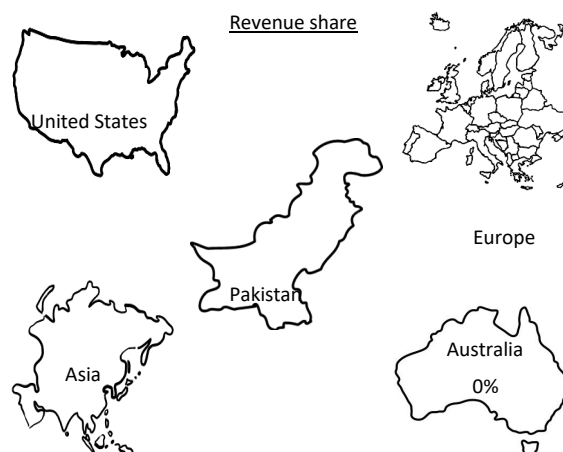 Revenue share
United States
Europe
Pakistan
Australia
0%
Asia